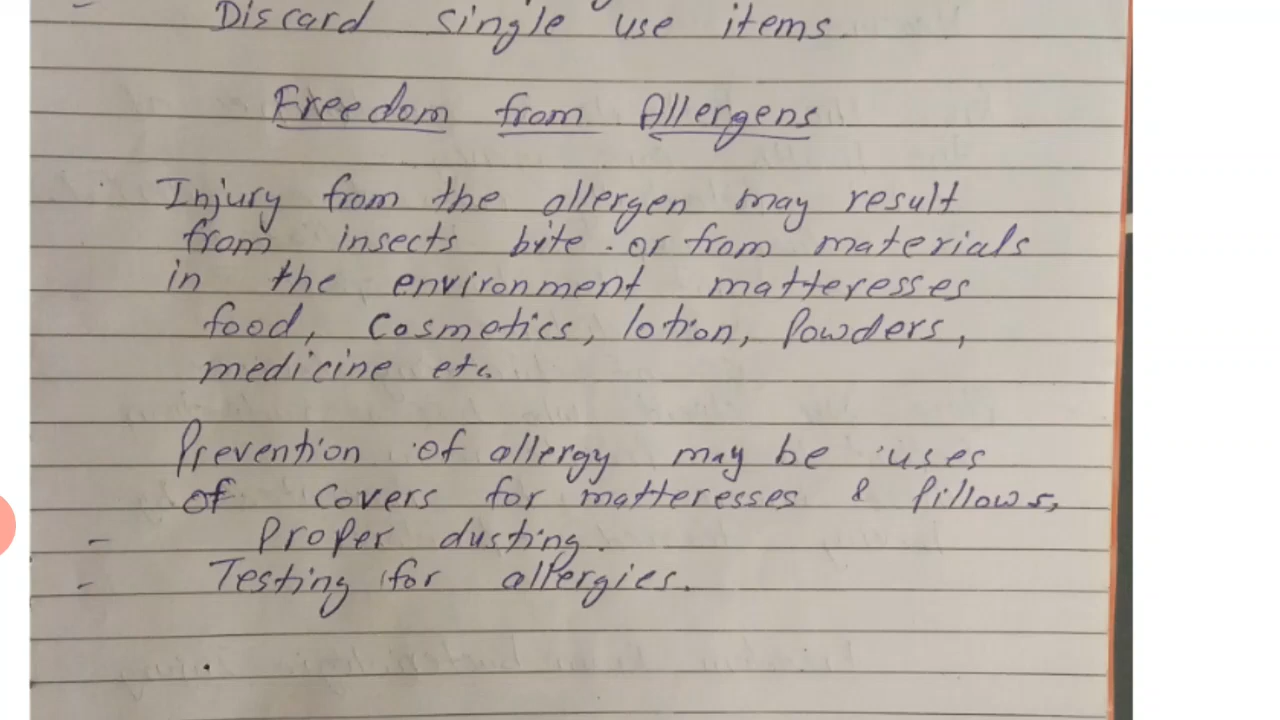 - Discard single use items.
Freedom from Allergens
Injury from the allergen may result
from insects bite. or from materials
in the environment matteresses
food, Cosmetics, lotion, Powders,
medicine etc.
Prevention of allergy may be uses
of covers for matteresses & Pillows,
- Proper dusting.
- Testing for allergies.